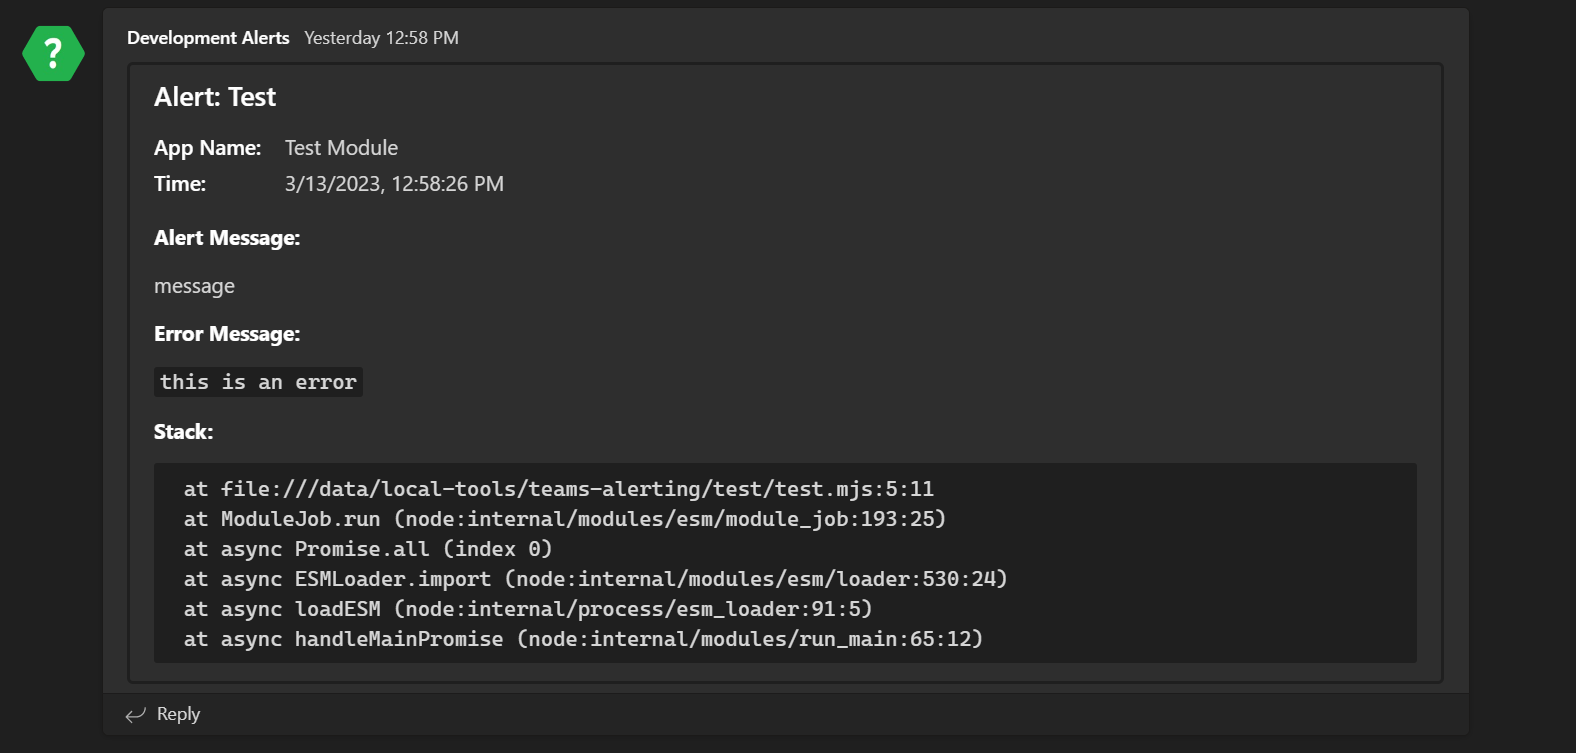 ?
Development Alerts Yesterday 12:58 PM
Alert: Test
App Name: Test Module
Time: 3/13/2023, 12:58:26 PM
Alert Message:
message
Error Message:
this is an error
Stack:
at file:///data/local-tools/teams-alerting/test/test.mjs:5:11
at ModuleJob.run (node:internal/modules/esm/module_job:193:25)
at async Promise.all (index 0)
at async ESMLoader.import (node:internal/modules/esm/loader:530:24)
at async loadESM (node:internal/process/esm_loader:91:5)
at async handleMainPromise (node:internal/modules/run_main:65:12)
Reply